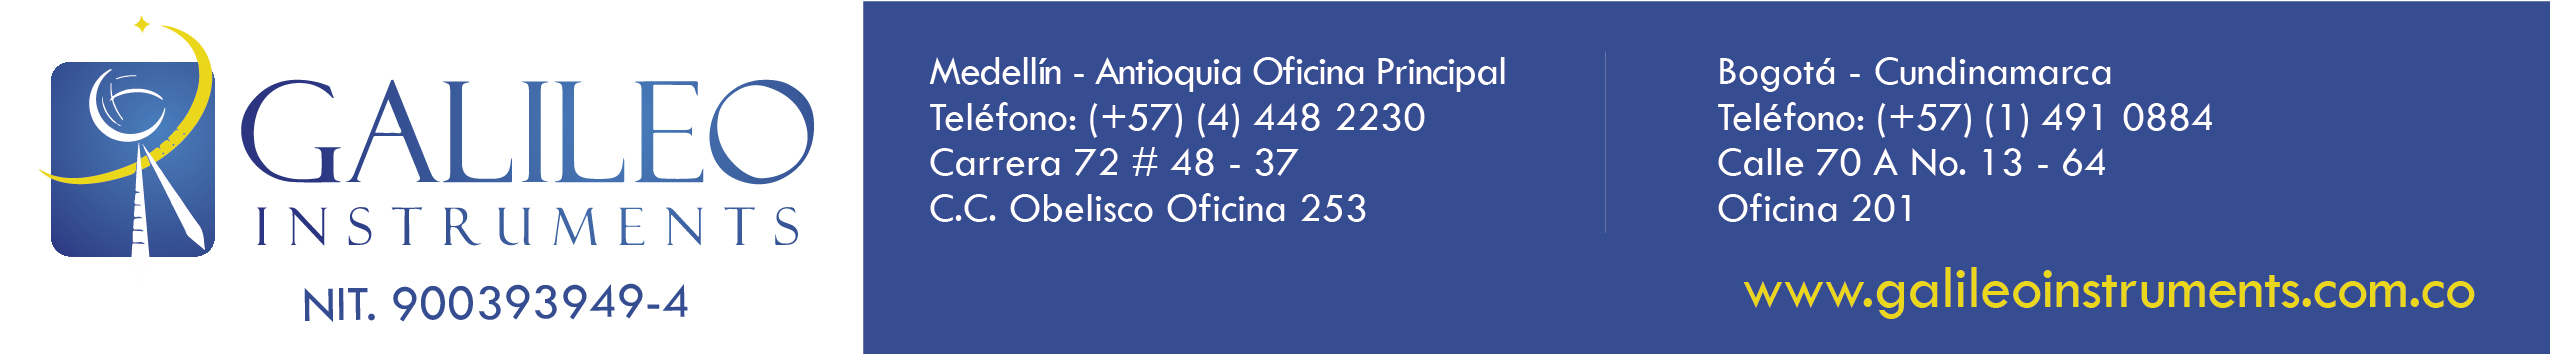 GALILEO
INSTRUMENTS
NIT. 900393949-4
Medellín - Antioquia Oficina Principal
Teléfono: (+57) (4) 448 2230
Carrera 72 # 48 - 37
C.C. Obelisco Oficina 253
Bogotá - Cundinamarca
Teléfono: (+57) (1) 491 0884
Calle 70 A No. 13 - 64
Oficina 201
www.galileoinstruments.com.co